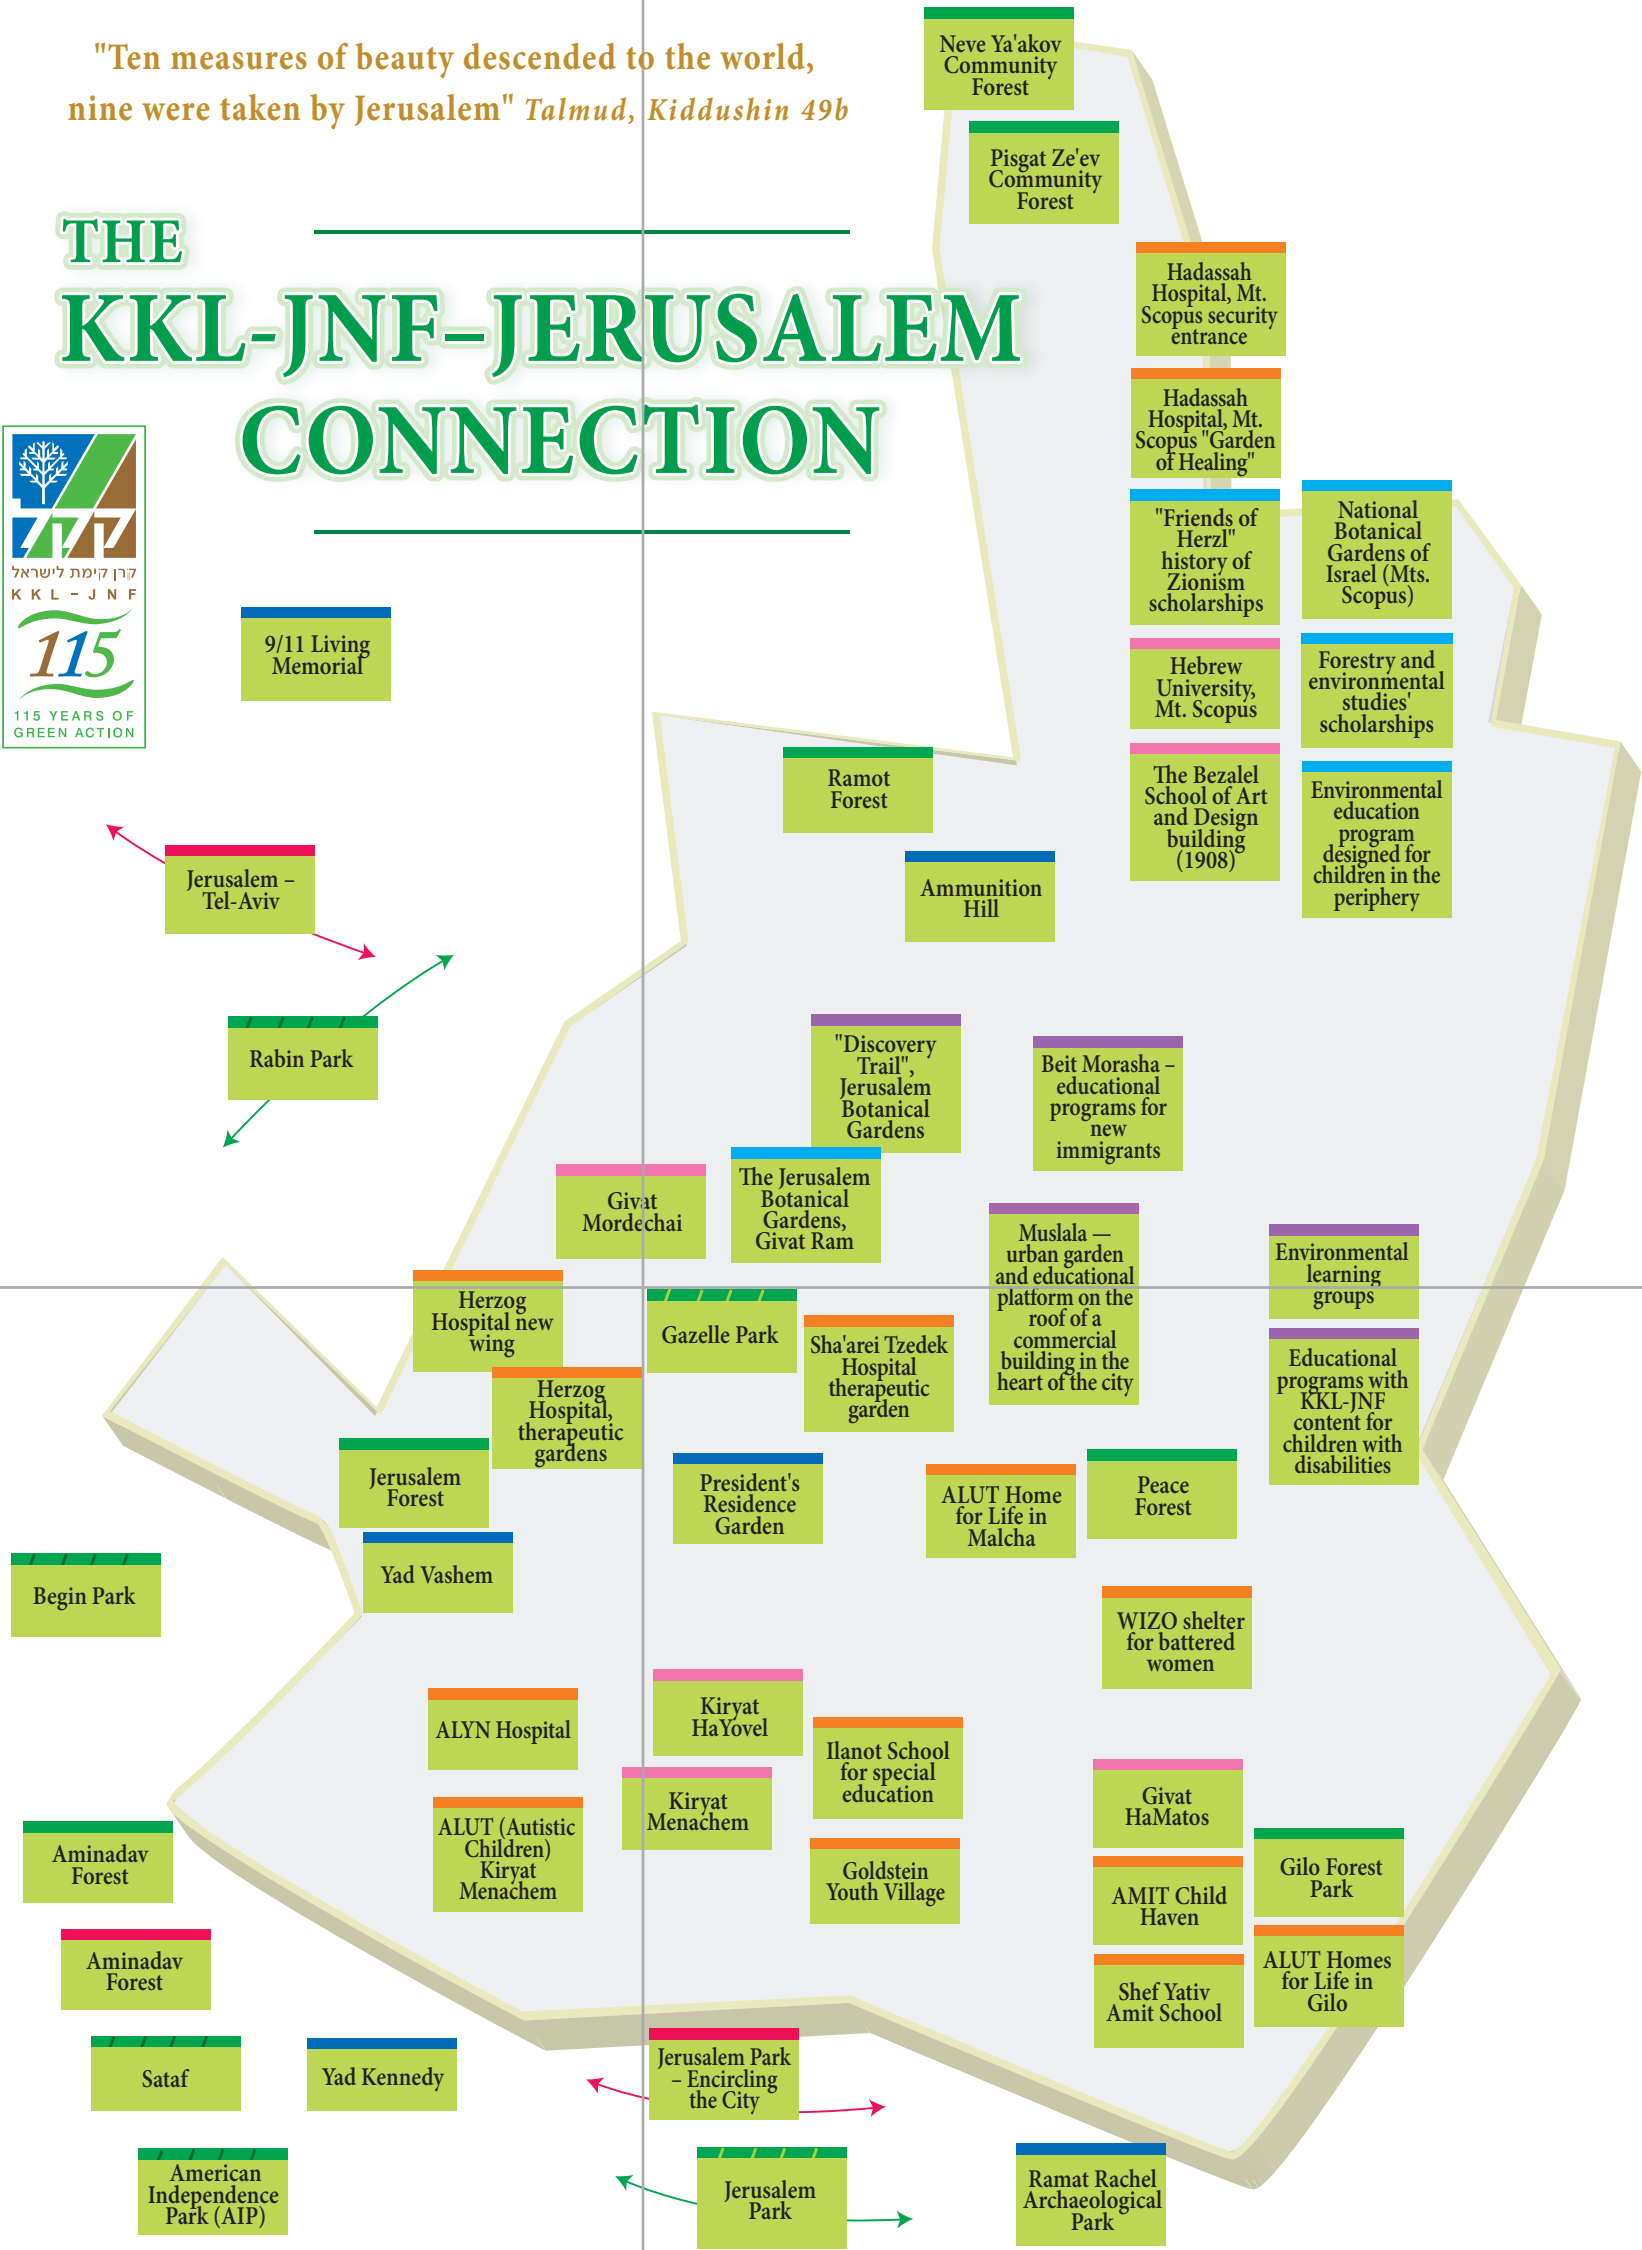 "Ten measures of beauty descended to the world,
nine were taken by Jerusalem" Talmud, Kiddushin 49b
THE
KKL-JNF–JERUSALEM
CONNECTION
קק"ל
קרן קימת לישראל
KKL-JNF
115
115 YEARS OF
GREEN ACTION
Neve Ya'akov
Community
Forest
Pisgat Ze'ev
Community
Forest
Hadassah
Hospital, Mt.
Scopus security
entrance
Hadassah
Hospital, Mt.
Scopus "Garden
of Healing"
"Friends of
Herzl"
history of
Zionism
scholarships
National
Botanical
Gardens of
Israel (Mts.
Scopus)
9/11 Living
Memorial
Hebrew
University,
Mt. Scopus
Forestry and
environmental
studies'
scholarships
Ramot
Forest
The Bezalel
School of Art
and Design
building
(1908)
Environmental
education
program
designed for
children in the
periphery
Jerusalem –
Tel-Aviv
Ammunition
Hill
Rabin Park
"Discovery
Trail",
Jerusalem
Botanical
Gardens
Beit Morasha –
educational
programs for
new
immigrants
Givat
Mordechai
The Jerusalem
Botanical
Gardens,
Givat Ram
Muslala —
urban garden
and educational
platform on the
roof of a
commercial
building in the
heart of the city
Environmental
learning
groups
Herzog
Hospital new
wing
Gazelle Park
Sha'arei Tzedek
Hospital
therapeutic
garden
Educational
programs with
KKL-JNF
content for
children with
disabilities
Herzog
Hospital,
therapeutic
gardens
Jerusalem
Forest
President's
Residence
Garden
ALUT Home
for Life in
Malcha
Peace
Forest
Yad Vashem
Begin Park
WIZO shelter
for battered
women
ALYN Hospital
Kiryat
HaYovel
Ilanot School
for special
education
Kiryat
Menachem
Givat
HaMatos
ALUT (Autistic
Children)
Kiryat
Menachem
Goldstein
Youth Village
Aminadav
Forest
Gilo Forest
Park
AMIT Child
Haven
Aminadav
Forest
ALUT Homes
for Life in
Gilo
Shef Yativ
Amit School
Sataf
Yad Kennedy
Jerusalem Park
– Encircling
the City
American
Independence
Park (AIP)
Jerusalem
Park
Ramat Rachel
Archaeological
Park